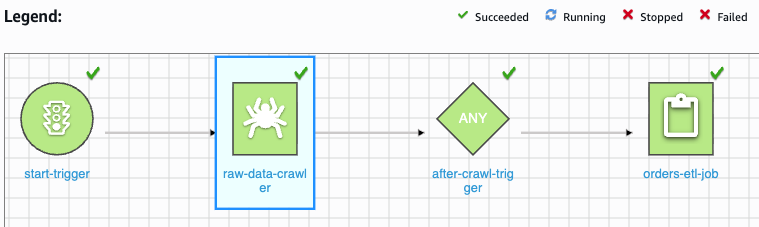 Legend:
Succeeded Running Stopped Failed
ANY
start-trigger
raw-data-crawl
er
after-crawl-trig
ger
orders-etl-job